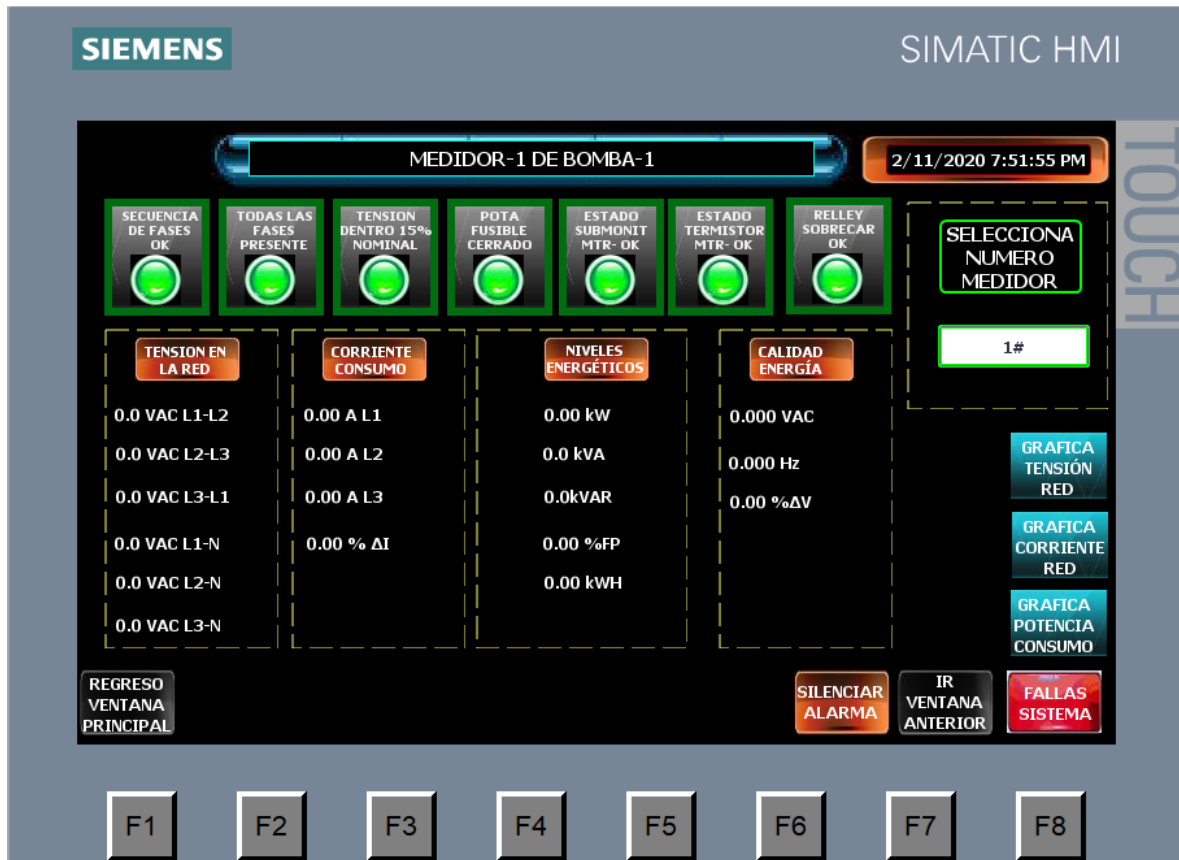 SIEMENS
SIMATIC HMI
TOUCH
MEDIDOR-1 DE BOMBA-1
2/11/2020 7:51:55 PM
SECUENCIA
DE FASES
OK
TODAS LAS
FASES
PRESENTE
TENSION
DENTRO 15%
NOMINAL
POTA
FUSIBLE
CERRADO
ESTADO
SUBMONIT
MTR- OK
ESTADO
TERMISTOR
MTR- OK
RELLEY
SOBRECAR
OK
SELECCIONA
NUMERO
MEDIDOR
1#
TENSION EN
LA RED
0.0 VAC L1-L2
0.0 VAC L2-L3
0.0 VAC L3-L1
0.0 VAC L1-N
0.0 VAC L2-N
0.0 VAC L3-N
CORRIENTE
CONSUMO
0.00 A L1
0.00 A L2
0.00 A L3
0.00 % ΔI
NIVELES
ENERGÉTICOS
0.00 kW
0.0 kVA
0.0kVAR
0.00 %FP
0.00 kWH
CALIDAD
ENERGÍA
0.000 VAC
0.000 Hz
0.00 %ΔV
GRAFICA
TENSIÓN
RED
GRAFICA
CORRIENTE
RED
GRAFICA
POTENCIA
CONSUMO
REGRESO
VENTANA
PRINCIPAL
SILENCIAR
ALARMA
IR
VENTANA
ANTERIOR
FALLAS
SISTEMA
F1
F2
F3
F4
F5
F6
F7
F8